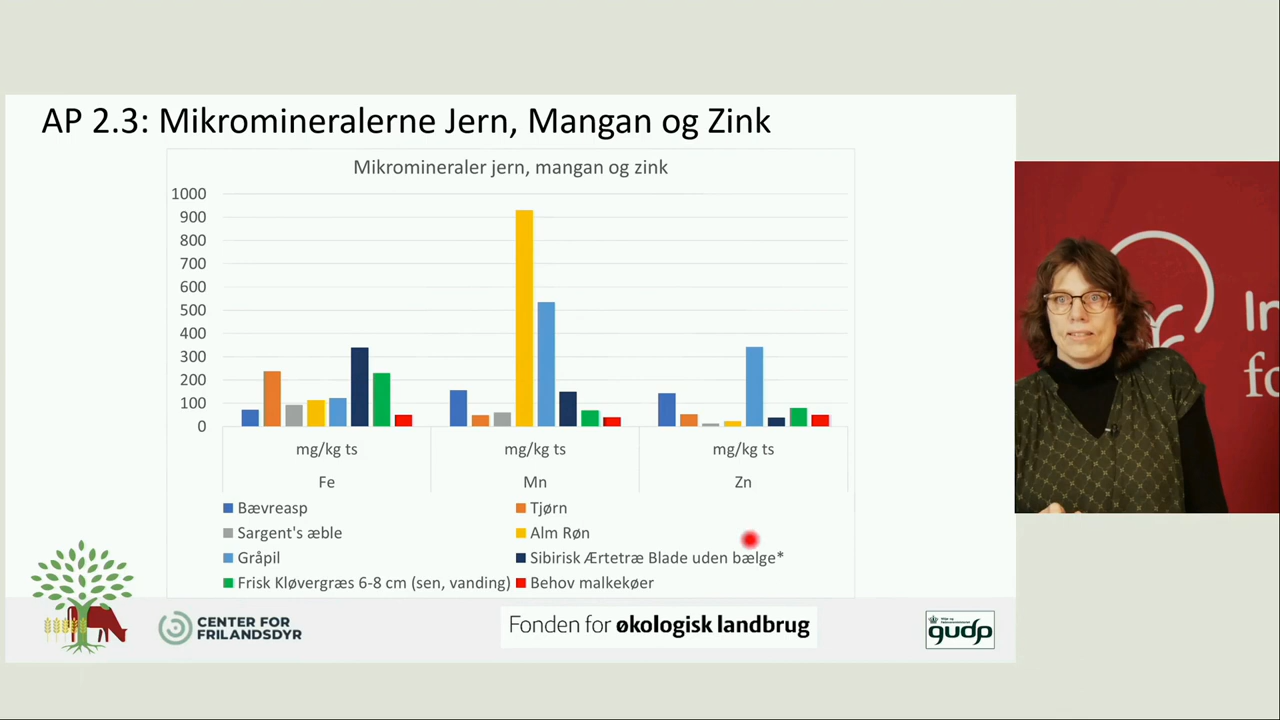 AP 2.3: Mikromineralerne Jern, Mangan og Zink
Mikromineraler jern, mangan og zink
1000
900
800
700
600
500
400
300
200
100
0
mg/kg ts mg/kg ts mg/kg ts
Fe Mn Zn
Bævreasp Tjørn
Sargent's æble Alm Røn
Gråpil Sibirisk Ærtetræ Blade uden bælge*
Frisk Kløvergræs 6-8 cm (sen, vanding) Behov malkekøer
CENTER FOR
FRILANDSDYR
Fonden for økologisk landbrug
gudp
In
fo